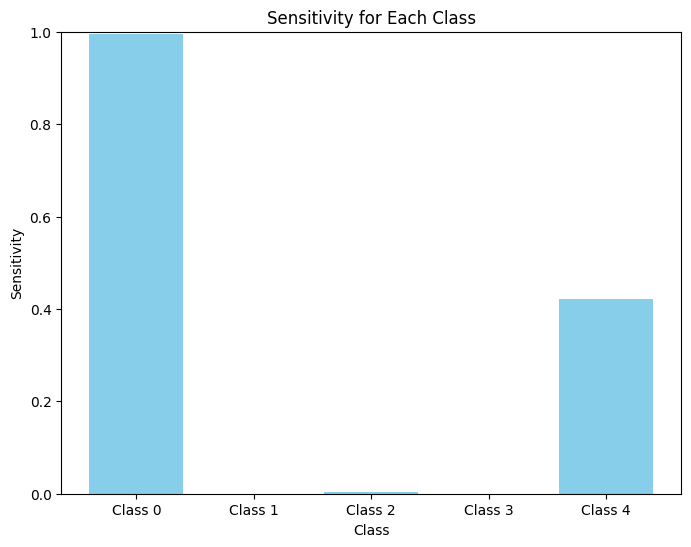 Sensitivity for Each Class
1.0
0.8
0.6
0.4
0.2
0.0
Sensitivity
Class 0
Class 1
Class 2
Class 3
Class 4
Class